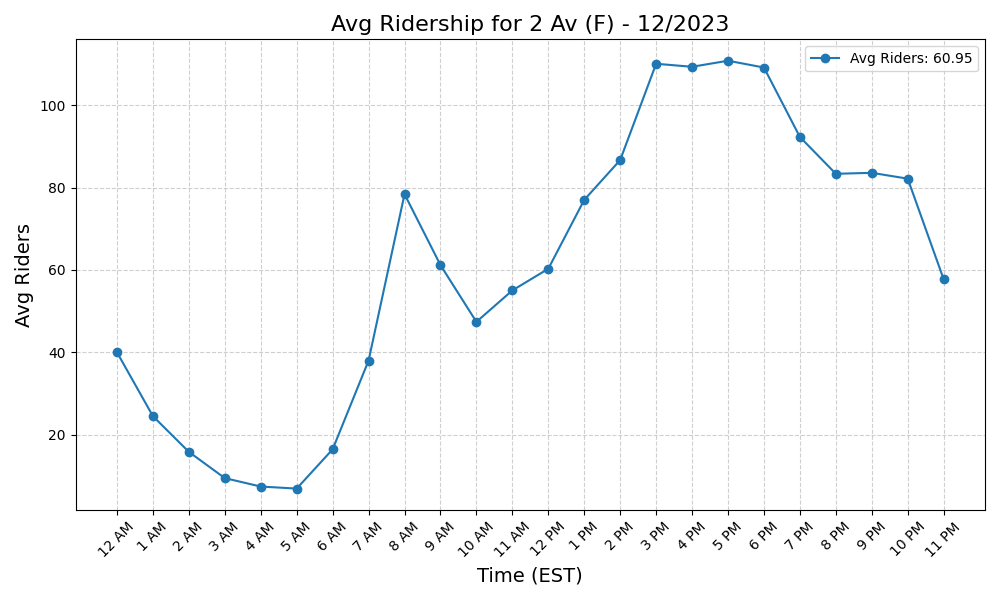 Avg Ridership for 2 Av (F) - 12/2023
Avg Riders: 60.95
Avg Riders
100
80
60
40
20
12 AM
1 AM
2 AM
3 AM
4 AM
5 AM
6 AM
7 AM
8 AM
9 AM
10 AM
11 AM
12 PM
1 PM
2 PM
3 PM
4 PM
5 PM
6 PM
7 PM
8 PM
9 PM
10 PM
11 PM
Time (EST)